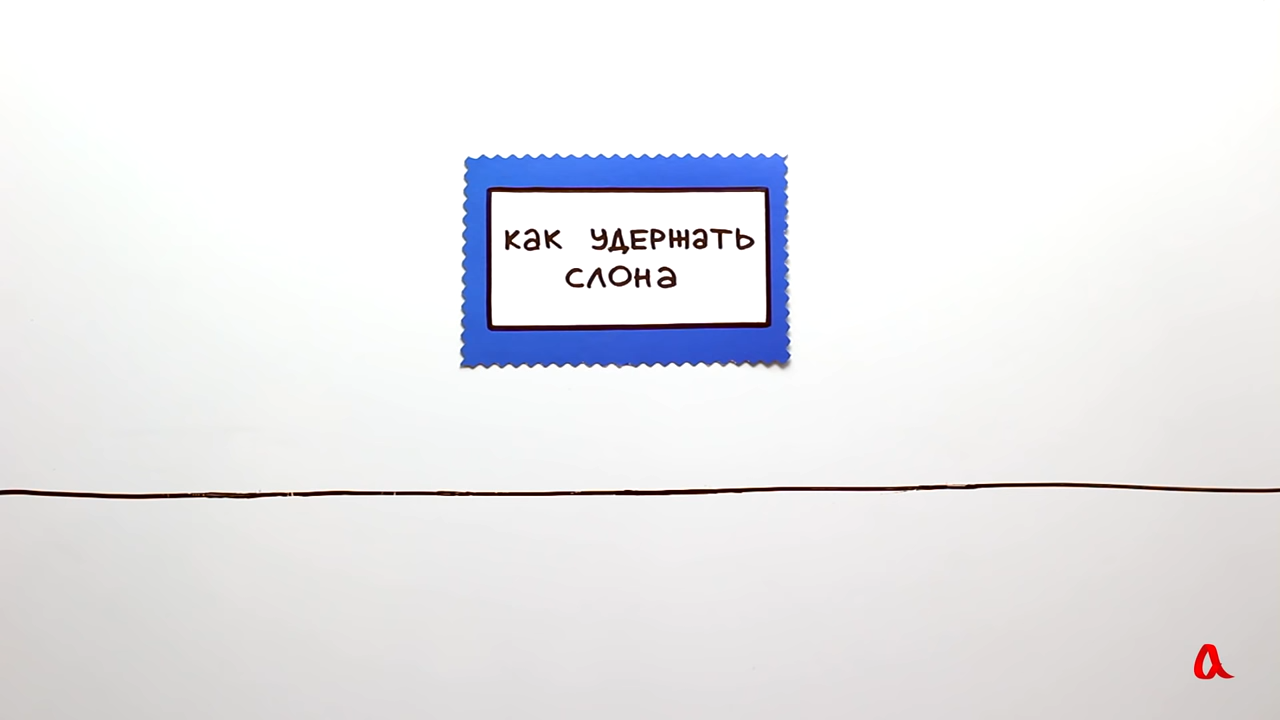 как удержать
слона
a